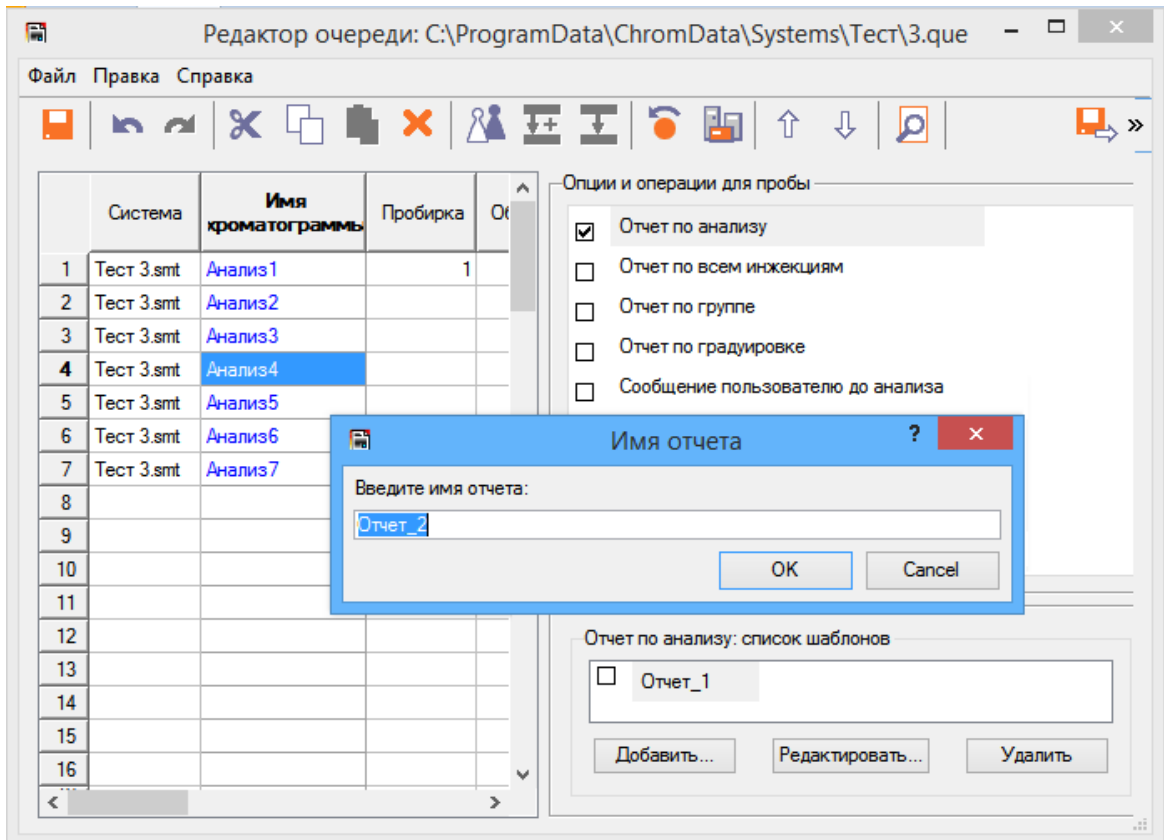 Редактор очереди: C:\ProgramData\ChromData\Systems\Тест\3.que
Файл Правка Справка
»
Система Имя хроматограммы Пробирка
1 Тест 3.smt Анализ1 1
2 Тест 3.smt Анализ2
3 Тест 3.smt Анализ3
4 Тест 3.smt Анализ4
5 Тест 3.smt Анализ5
6 Тест 3.smt Анализ6
7 Тест 3.smt Анализ7
8
9
10
11
12
13
14
15
16
Опции и операции для пробы
Отчет по анализу
Отчет по всем инжекциям
Отчет по группе
Отчет по градуировке
Сообщение пользователю до анализа
Имя отчета ?
Введите имя отчета:
Отчет_2
OK Cancel
Отчет по анализу: список шаблонов
Отчет_1
Добавить... Редактировать... Удалить